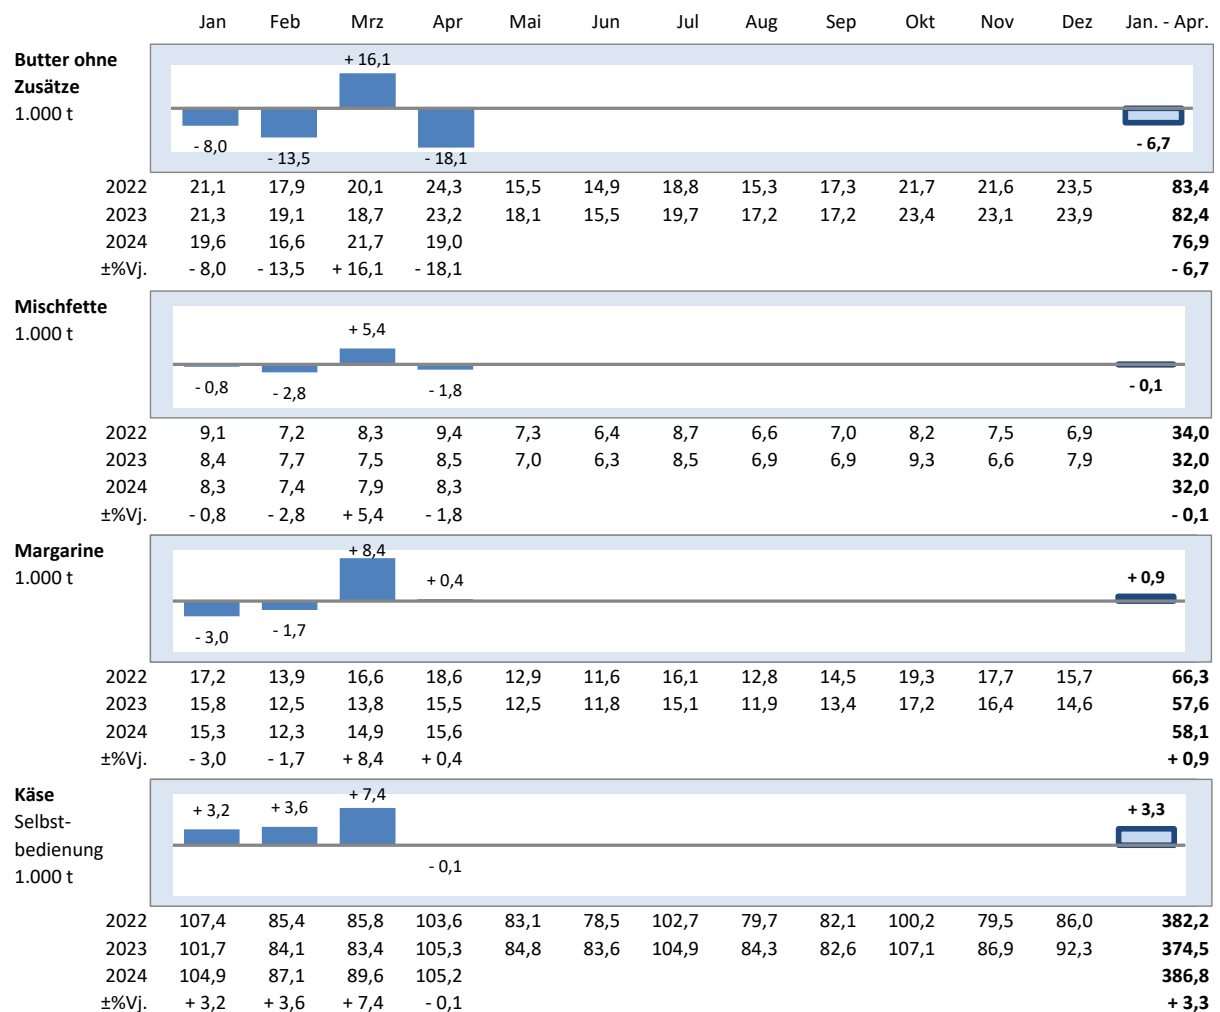 Jan Feb Mrz Apr Mai Jun Jul Aug Sep Okt Nov Dez Jan. - Apr.
Butter ohne
Zusätze
1.000 t
+ 16,1
- 8,0 - 13,5 - 18,1 - 6,7
2022 21,1 17,9 20,1 24,3 15,5 14,9 18,8 15,3 17,3 21,7 21,6 23,5 83,4
2023 21,3 19,1 18,7 23,2 18,1 15,5 19,7 17,2 17,2 23,4 23,1 23,9 82,4
2024 19,6 16,6 21,7 19,0 76,9
±%Vj. - 8,0 - 13,5 + 16,1 - 18,1 - 6,7
Mischfette
1.000 t
+ 5,4
- 0,8 - 2,8 - 1,8 - 0,1
2022 9,1 7,2 8,3 9,4 7,3 6,4 8,7 6,6 7,0 8,2 7,5 6,9 34,0
2023 8,4 7,7 7,5 8,5 7,0 6,3 8,5 6,9 6,9 9,3 6,6 7,9 32,0
2024 8,3 7,4 7,9 8,3 32,0
±%Vj. - 0,8 - 2,8 + 5,4 - 1,8 - 0,1
Margarine
1.000 t
+ 8,4
+ 0,4 + 0,9
- 3,0 - 1,7
2022 17,2 13,9 16,6 18,6 12,9 11,6 16,1 12,8 14,5 19,3 17,7 15,7 66,3
2023 15,8 12,5 13,8 15,5 12,5 11,8 15,1 11,9 13,4 17,2 16,4 14,6 57,6
2024 15,3 12,3 14,9 15,6 58,1
±%Vj. - 3,0 - 1,7 + 8,4 + 0,4 + 0,9
Käse
Selbst-
bedienung
1.000 t
+ 3,2 + 3,6 + 7,4 + 3,3
- 0,1
2022 107,4 85,4 85,8 103,6 83,1 78,5 102,7 79,7 82,1 100,2 79,5 86,0 382,2
2023 101,7 84,1 83,4 105,3 84,8 83,6 104,9 84,3 82,6 107,1 86,9 92,3 374,5
2024 104,9 87,1 89,6 105,2 386,8
±%Vj. + 3,2 + 3,6 + 7,4 - 0,1 + 3,3